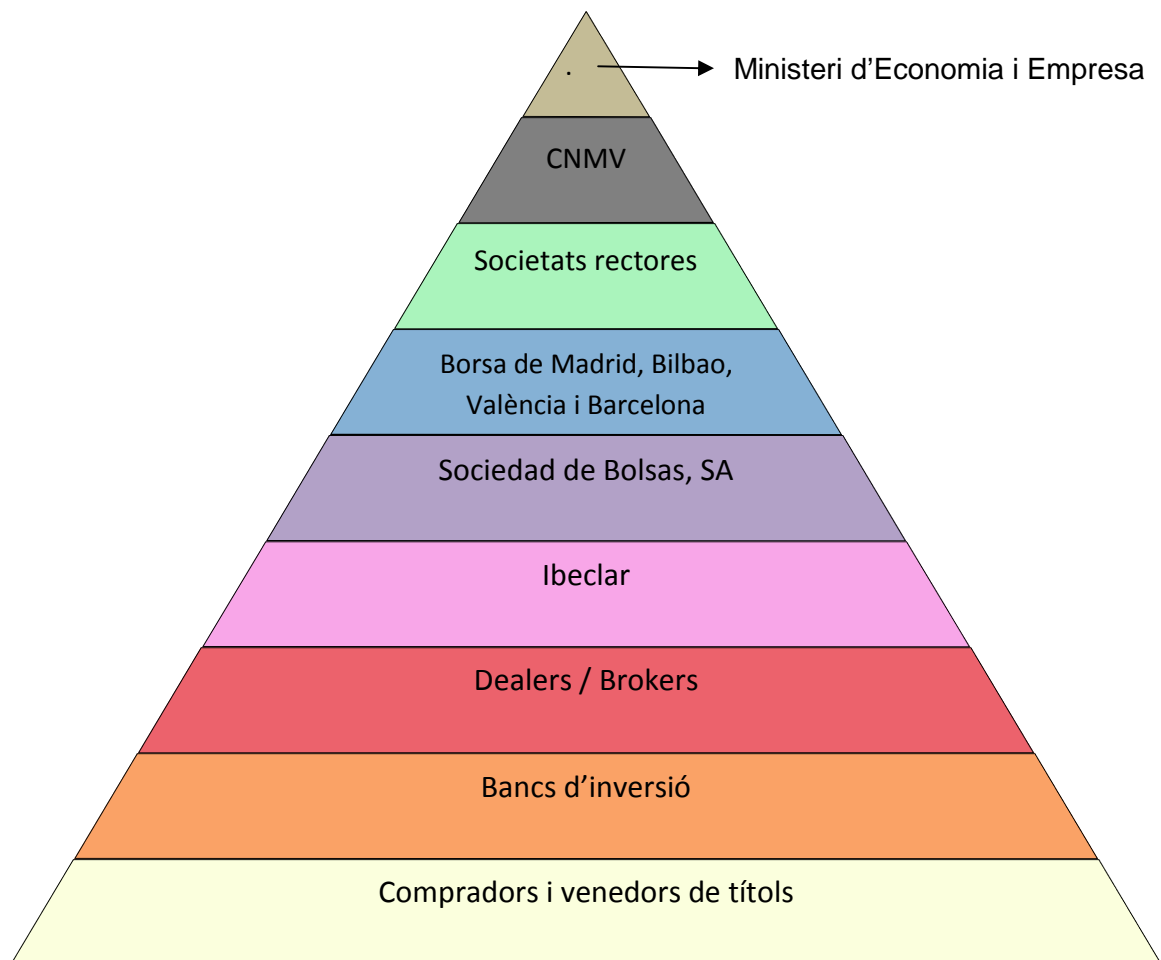 Ministeri d’Economia i Empresa
.
CNMV
Societats rectores
Borsa de Madrid, Bilbao,
València i Barcelona
Sociedad de Bolsas, SA
Ibeclar
Dealers / Brokers
Bancs d’inversió
Compradors i venedors de títols